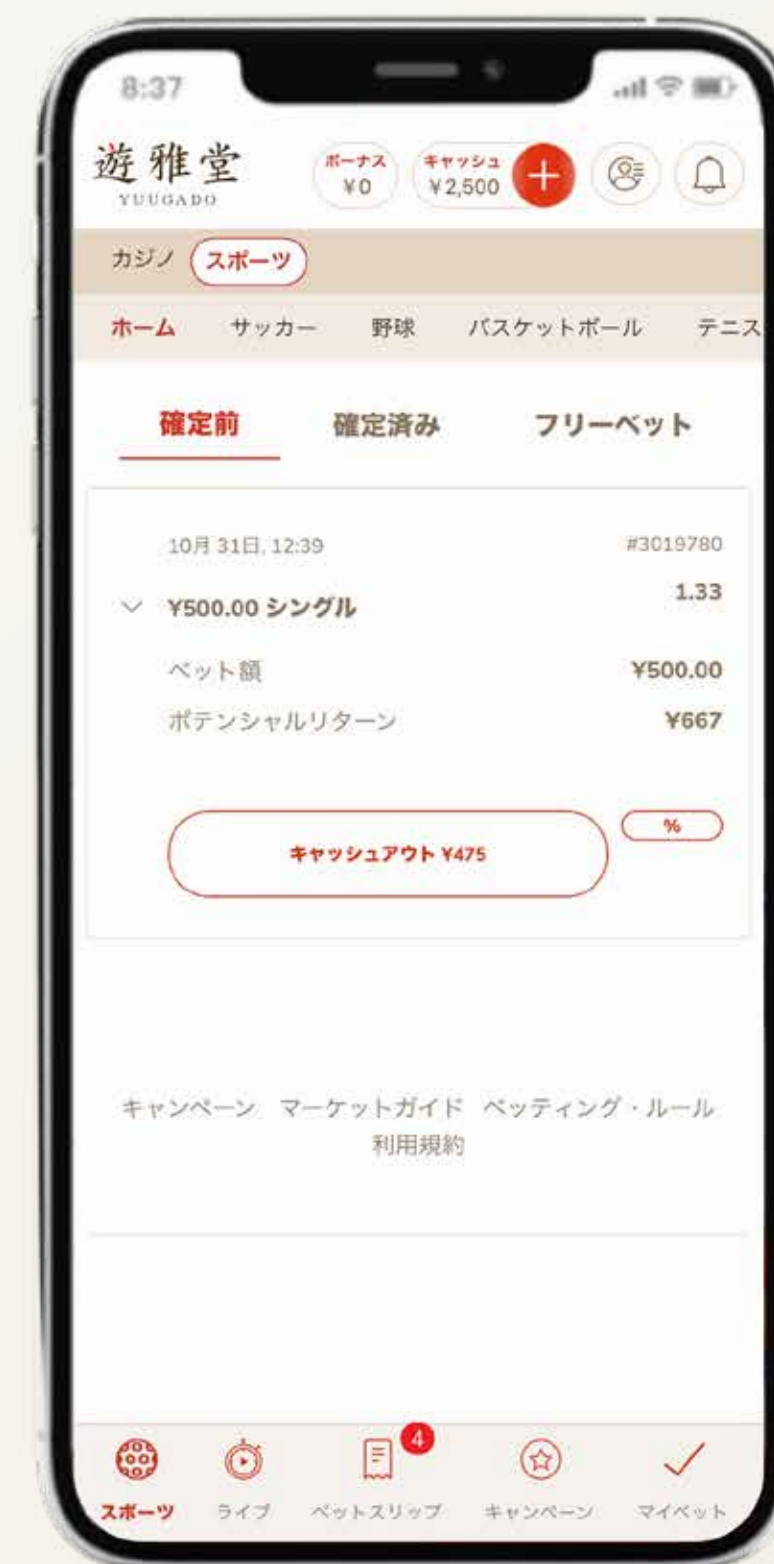 8:37
遊雅堂
YUUGADO
ボーナス
¥0
キャッシュ
¥2,500
カジノ スポーツ
ホーム サッカー 野球 バスケットボール テニス
確定前 確定済み フリーベット
10月 31日, 12:39 #3019780
¥500.00 シングル 1.33
ベット額 ¥500.00
ポテンシャルリターン ¥667
キャッシュアウト ¥475 %
キャンペーン マーケットガイド ベッティング・ルール
利用規約
4
スポーツ ライブ ベットスリップ キャンペーン マイベット